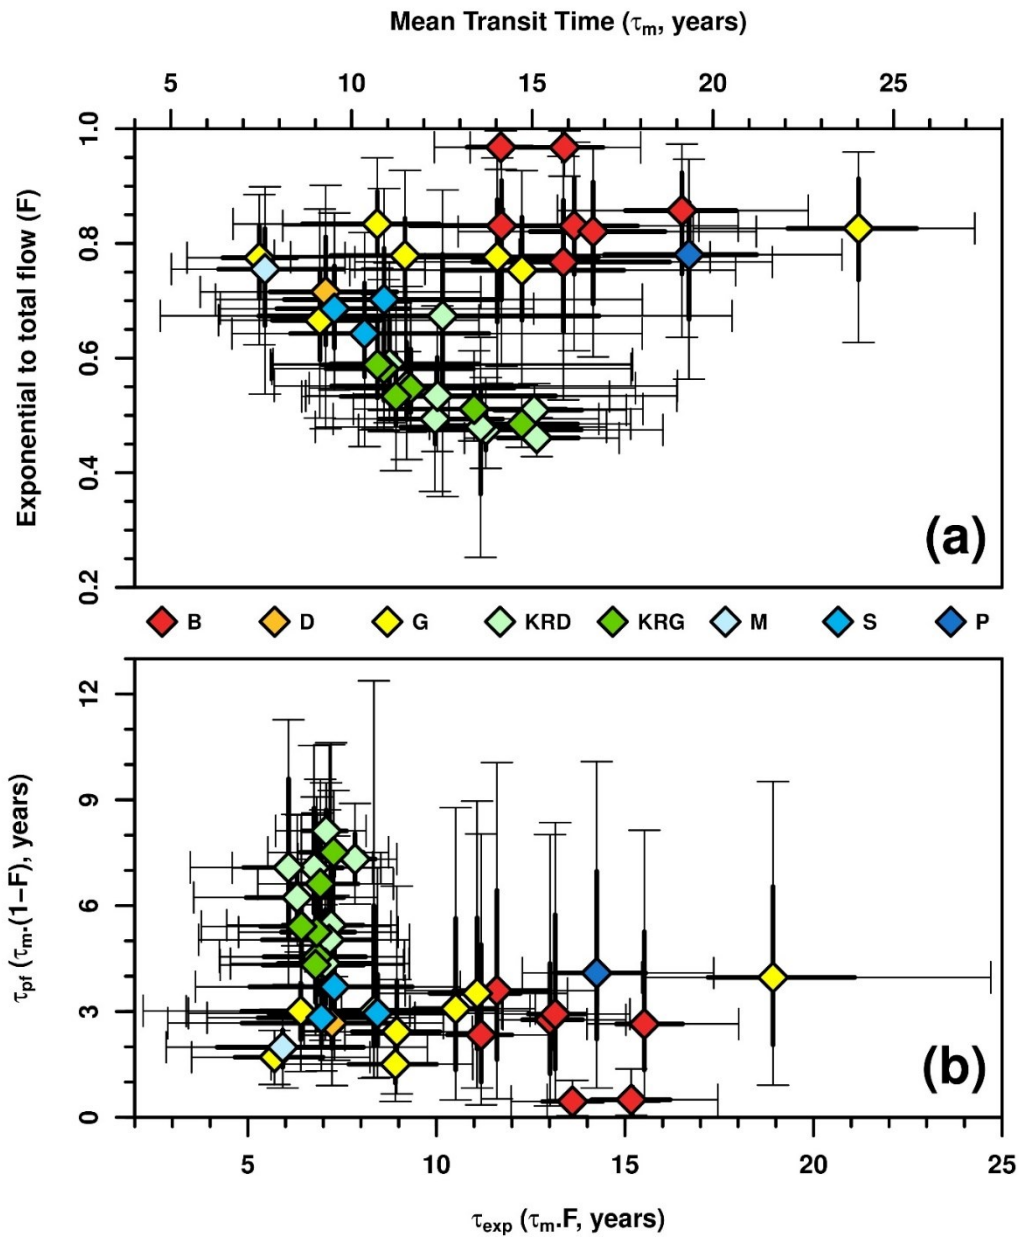 Mean Transit Time (τm, years)
5 10 15 20 25
Exponential to total flow (F)
1.0
0.8
0.6
0.4
0.2
(a)
B D G KRD KRG M S P
τpf (τm.(1−F), years)
12
9
6
3
0
(b)
5 10 15 20 25
τexp (τm.F, years)